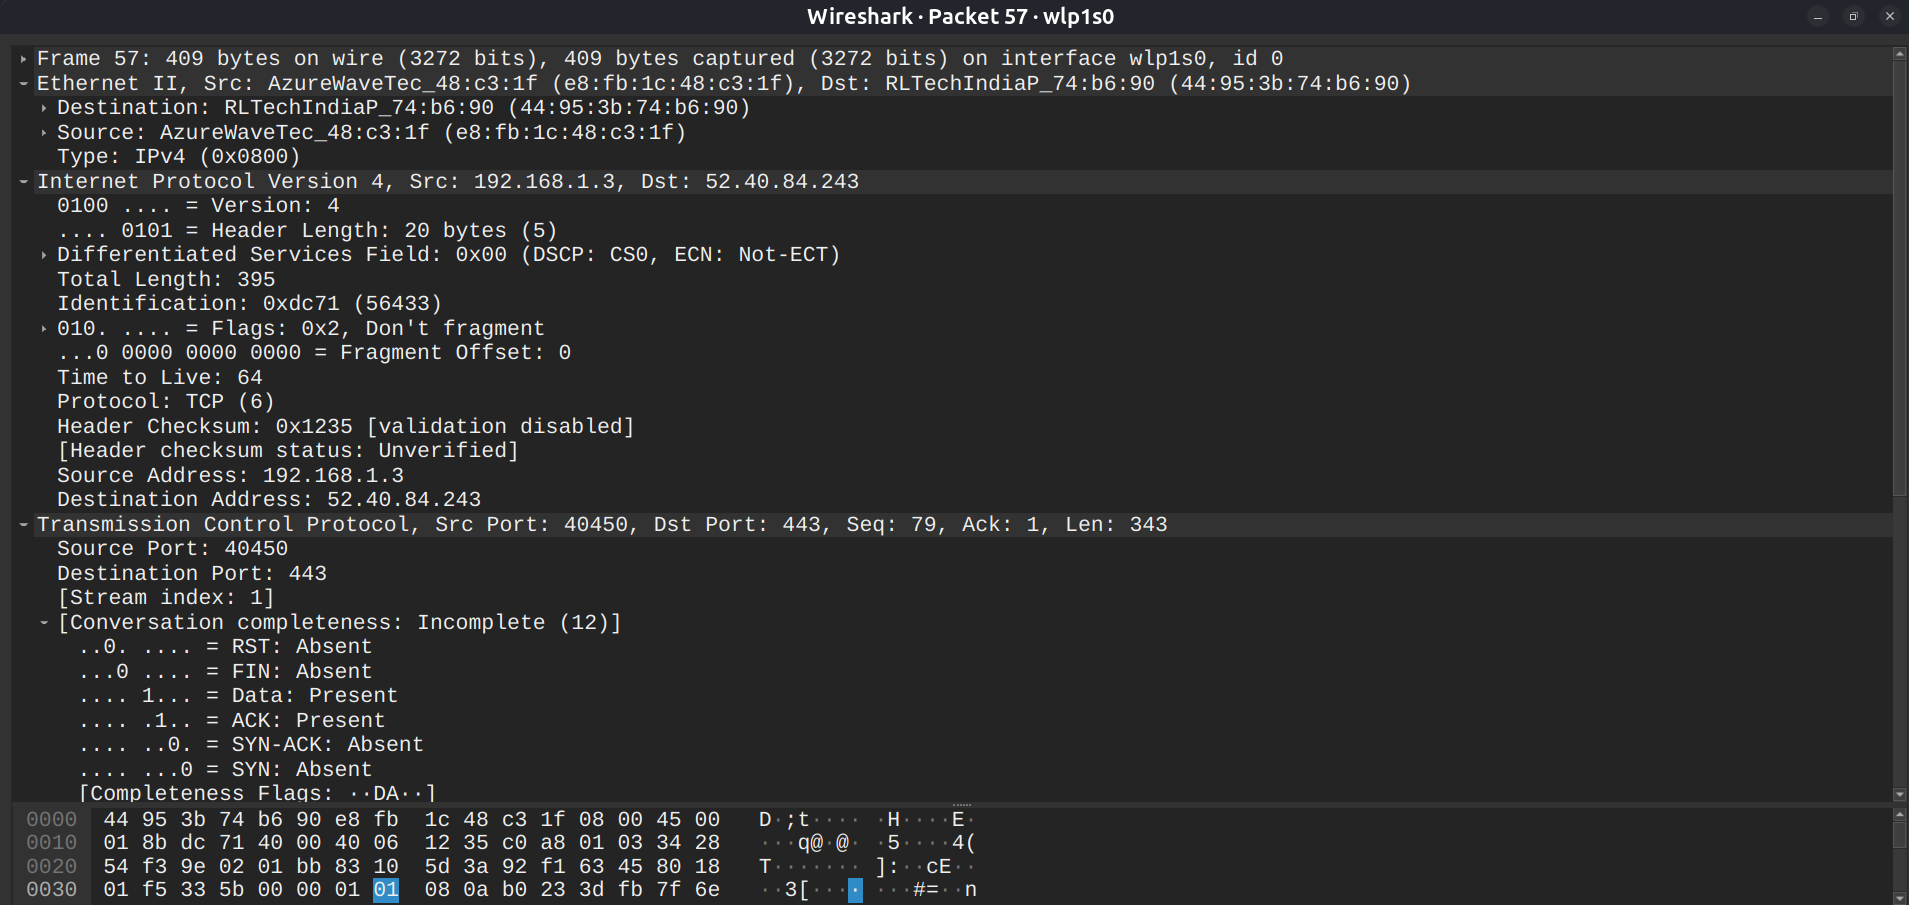 Wireshark · Packet 57 · wlp1s0
Frame 57: 409 bytes on wire (3272 bits), 409 bytes captured (3272 bits) on interface wlp1s0, id 0
Ethernet II, Src: AzureWaveTec_48:c3:1f (e8:fb:1c:48:c3:1f), Dst: RLTechIndiaP_74:b6:90 (44:95:3b:74:b6:90)
Destination: RLTechIndiaP_74:b6:90 (44:95:3b:74:b6:90)
Source: AzureWaveTec_48:c3:1f (e8:fb:1c:48:c3:1f)
Type: IPv4 (0x0800)
Internet Protocol Version 4, Src: 192.168.1.3, Dst: 52.40.84.243
0100 .... = Version: 4
.... 0101 = Header Length: 20 bytes (5)
Differentiated Services Field: 0x00 (DSCP: CS0, ECN: Not-ECT)
Total Length: 395
Identification: 0xdc71 (56433)
010. .... = Flags: 0x2, Don't fragment
...0 0000 0000 0000 = Fragment Offset: 0
Time to Live: 64
Protocol: TCP (6)
Header Checksum: 0x1235 [validation disabled]
[Header checksum status: Unverified]
Source Address: 192.168.1.3
Destination Address: 52.40.84.243
Transmission Control Protocol, Src Port: 40450, Dst Port: 443, Seq: 79, Ack: 1, Len: 343
Source Port: 40450
Destination Port: 443
[Stream index: 1]
[Conversation completeness: Incomplete (12)]
..0. .... = RST: Absent
...0 .... = FIN: Absent
.... 1... = Data: Present
.... .1.. = ACK: Present
.... ..0. = SYN-ACK: Absent
.... ...0 = SYN: Absent
[Completeness Flags: ··DA··]
0000 44 95 3b 74 b6 90 e8 fb 1c 48 c3 1f 08 00 45 00 D·;t···· ·H····E·
0010 01 8b dc 71 40 00 40 06 12 35 c0 a8 01 03 34 28 ···q@·@· ·5····4(
0020 54 f3 9e 02 01 bb 83 10 5d 3a 92 f1 63 45 80 18 T······· ]:··cE··
0030 01 f5 33 5b 00 00 01 01 08 0a b0 23 3d fb 7f 6e ··3[···· ···#=··n